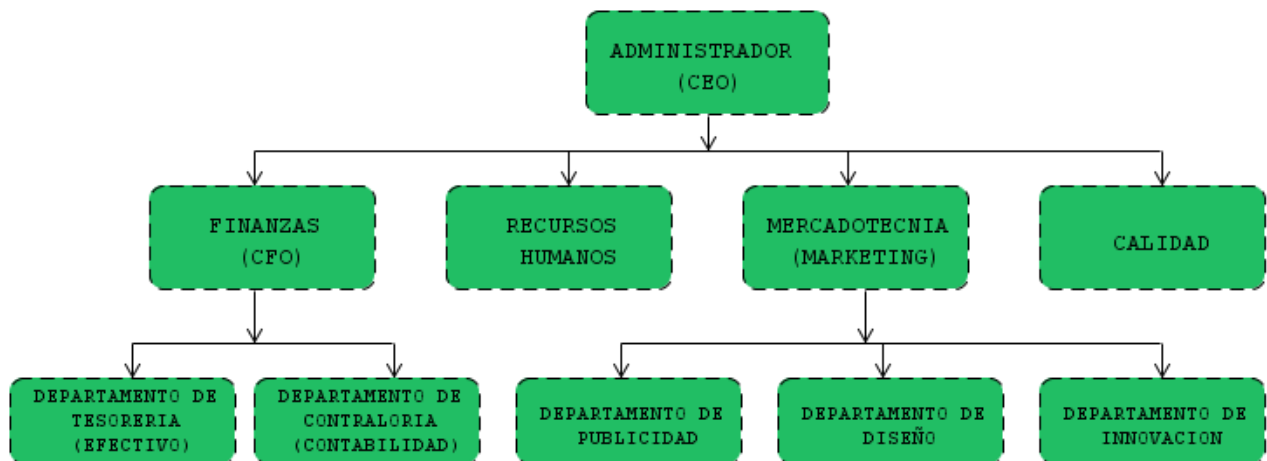 ADMINISTRADOR
(CEO)
FINANZAS
(CFO)
RECURSOS
HUMANOS
MERCADOTECNIA
(MARKETING)
CALIDAD
DEPARTAMENTO DE
TESORERIA
(EFECTIVO)
DEPARTAMENTO DE
CONTRALORIA
(CONTABILIDAD)
DEPARTAMENTO DE
PUBLICIDAD
DEPARTAMENTO DE
DISEÑO
DEPARTAMENTO DE
INNOVACION